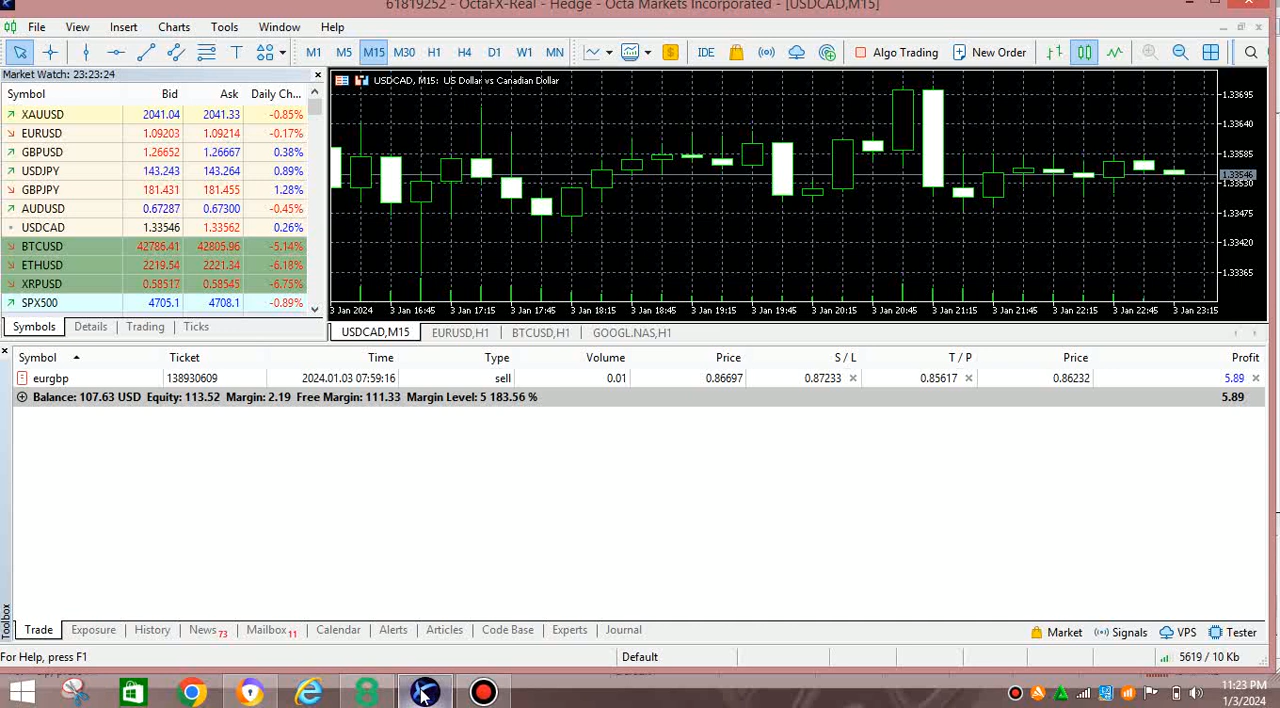 61819252 - OctaFX-Real - Hedge - Octa Markets Incorporated - [USDCAD,M15]
File View Insert Charts Tools Window Help
M1 M5 M15 M30 H1 H4 D1 W1 MN IDE Algo Trading New Order
Market Watch: 23:23:24
Symbol Bid Ask Daily Ch...
XAUUSD 2041.04 2041.33 -0.85%
EURUSD 1.09203 1.09214 -0.17%
GBPUSD 1.26652 1.26667 0.38%
USDJPY 143.243 143.264 0.89%
GBPJPY 181.431 181.455 1.28%
AUDUSD 0.67287 0.67300 -0.45%
USDCAD 1.33546 1.33562 0.26%
BTCUSD 42786.41 42805.96 -5.14%
ETHUSD 2219.54 2221.34 -6.18%
XRPUSD 0.58517 0.58545 -6.75%
SPX500 4705.1 4708.1 -0.89%
Symbols Details Trading Ticks
USDCAD, M15: US Dollar vs Canadian Dollar
1.33695
1.33640
1.33585
1.33546
1.33530
1.33475
1.33420
1.33365
3 Jan 2024 3 Jan 16:45 3 Jan 17:15 3 Jan 17:45 3 Jan 18:15 3 Jan 18:45 3 Jan 19:15 3 Jan 19:45 3 Jan 20:15 3 Jan 20:45 3 Jan 21:15 3 Jan 21:45 3 Jan 22:15 3 Jan 22:45 3 Jan 23:15
USDCAD,M15 EURUSD,H1 BTCUSD,H1 GOOGL.NAS,H1
Symbol Ticket Time Type Volume Price S / L T / P Price Profit
eurgbp 138930609 2024.01.03 07:59:16 sell 0.01 0.86697 0.87233 0.85617 0.86232 5.89
Balance: 107.63 USD Equity: 113.52 Margin: 2.19 Free Margin: 111.33 Margin Level: 5 183.56 % 5.89
Toolbox
Trade Exposure History News 73 Mailbox 11 Calendar Alerts Articles Code Base Experts Journal Market Signals VPS Tester
For Help, press F1 Default 5619 / 10 Kb
11:23 PM
1/3/2024